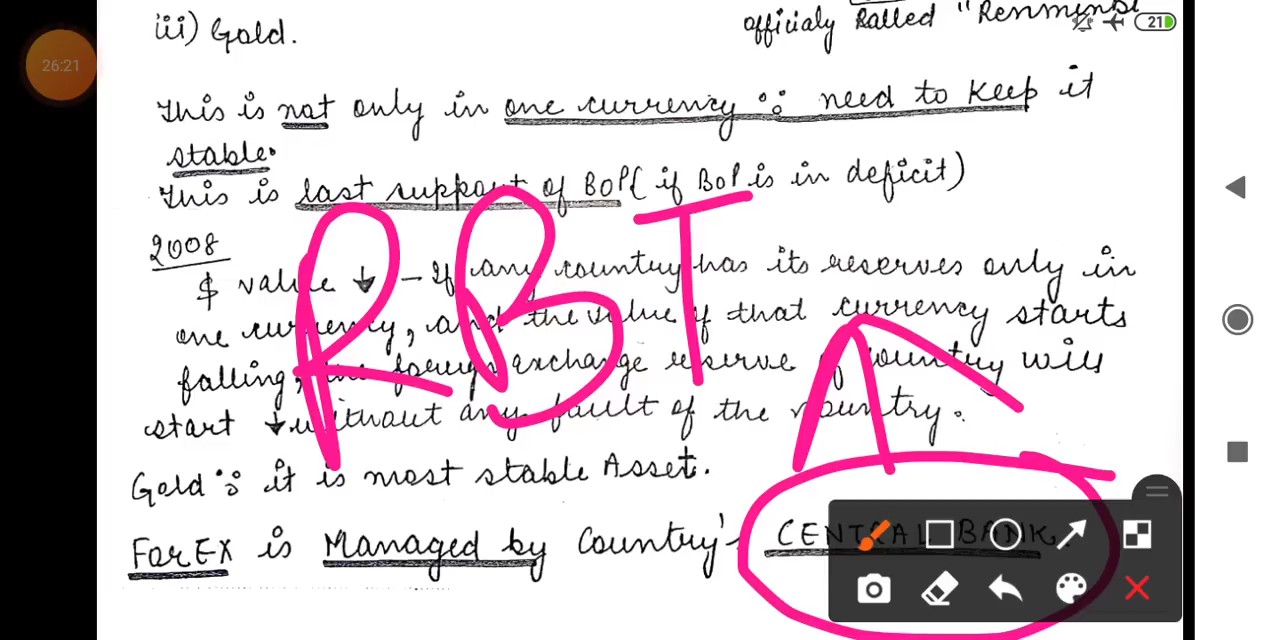 iii) Gold.
officialy Called "Renminbi
26:21
21
This is not only in one currency ∵ need to keep it
stable.
This is last support of BOP( if BOP is in deficit)
2008
$ value ↓ – If any country has its reserves only in
one currency, and the value of that currency starts
falling, the foreign exchange reserve of country will
start ↓ without any fault of the country.
Gold ∵ it is most stable Asset.
ForEX is Managed by Country's CENTRAL BANK.
RBI